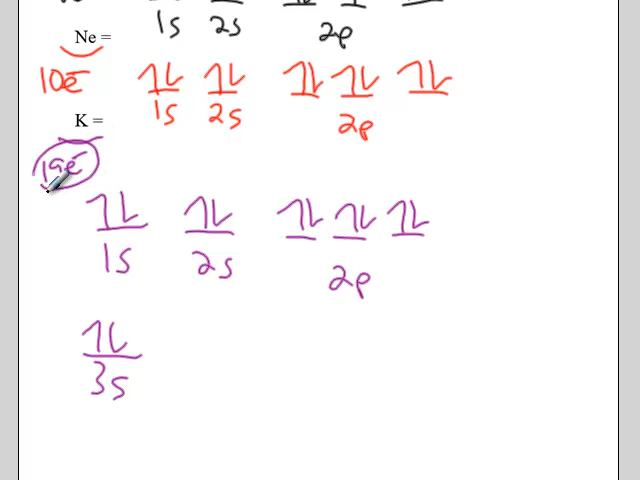 1s 2s 2p
Ne =
10e⁻ 1s 2s 2p
K =
19e⁻
1s 2s 2p
3s